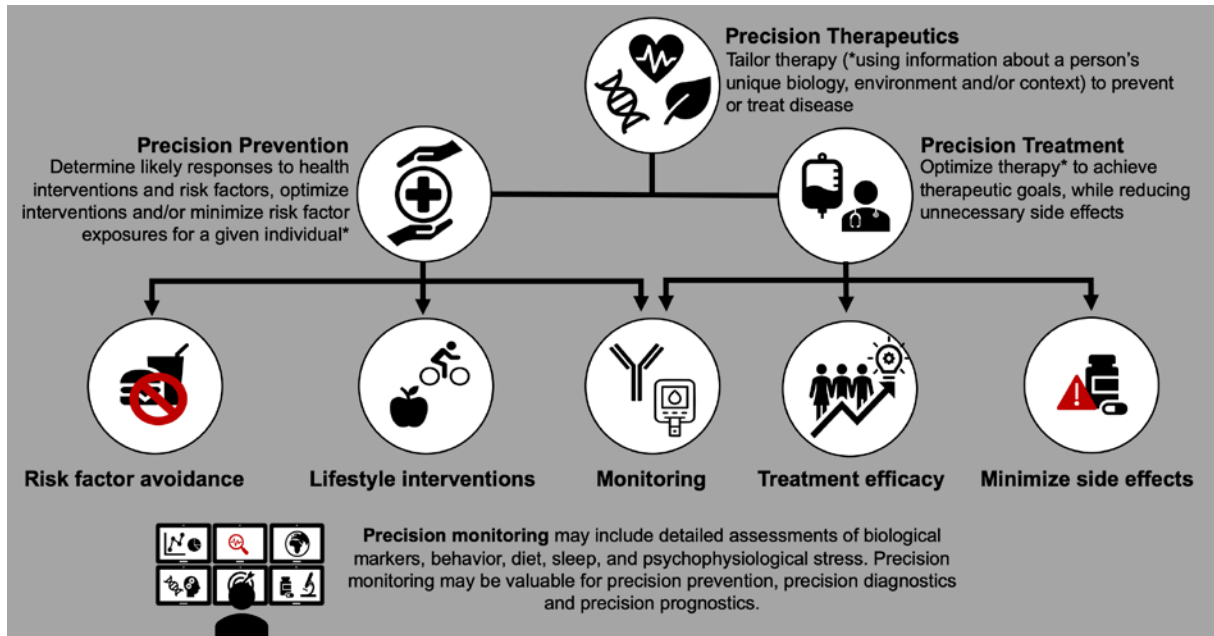 Precision Therapeutics
Tailor therapy (*using information about a person's
unique biology, environment and/or context) to prevent
or treat disease
Precision Prevention
Determine likely responses to health
interventions and risk factors, optimize
interventions and/or minimize risk factor
exposures for a given individual*
Precision Treatment
Optimize therapy* to achieve
therapeutic goals, while reducing
unnecessary side effects
Risk factor avoidance
Lifestyle interventions
Monitoring
Treatment efficacy
Minimize side effects
Precision monitoring may include detailed assessments of biological
markers, behavior, diet, sleep, and psychophysiological stress. Precision
monitoring may be valuable for precision prevention, precision diagnostics
and precision prognostics.